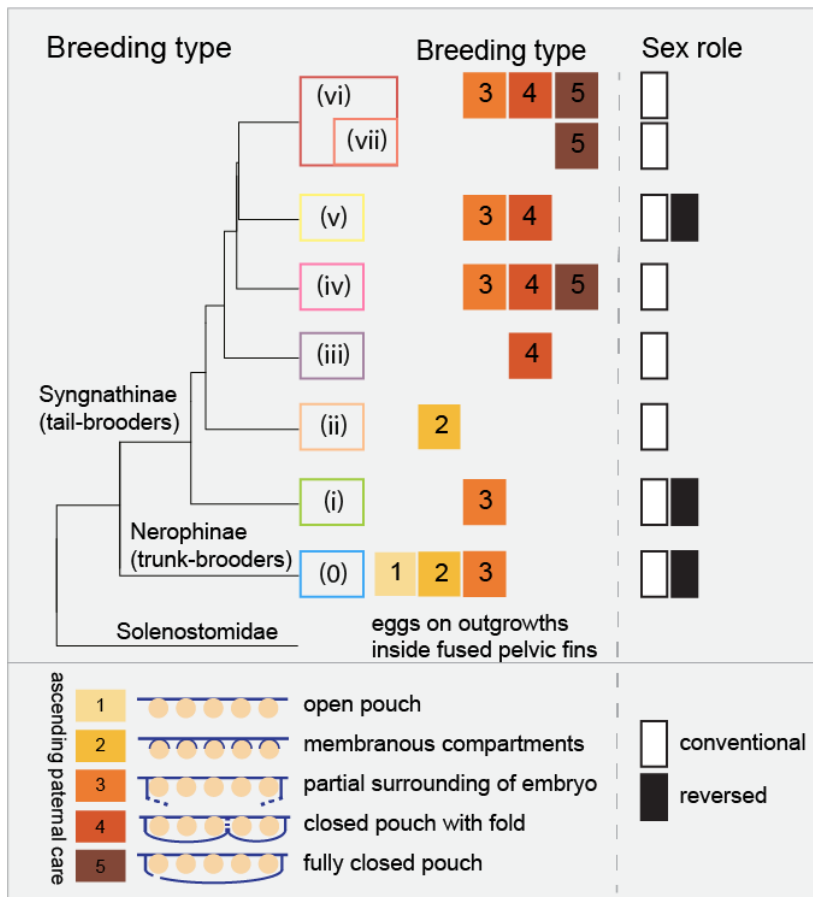 Breeding type
Breeding type
Sex role
(vi)
3 4 5
(vii)
5
(v)
3 4
(iv)
3 4 5
(iii)
4
Syngnathinae
(tail-brooders)
(ii)
2
(i)
3
Nerophinae
(trunk-brooders)
(0)
1 2 3
Solenostomidae
eggs on outgrowths
inside fused pelvic fins
ascending paternal care
1 open pouch
2 membranous compartments
3 partial surrounding of embryo
4 closed pouch with fold
5 fully closed pouch
conventional
reversed